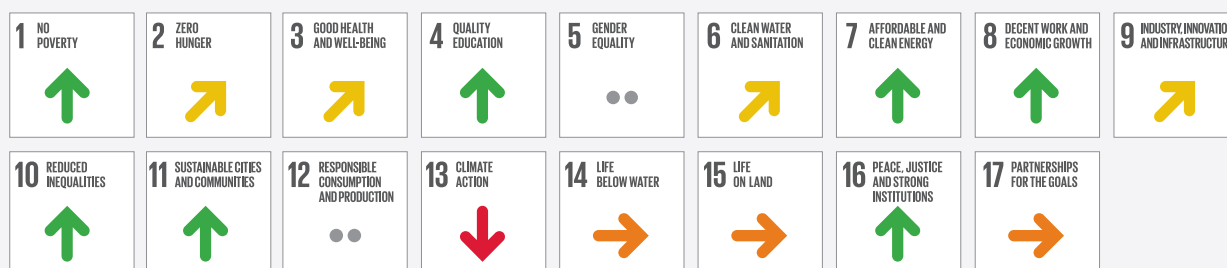 1 NO
POVERTY
2 ZERO
HUNGER
3 GOOD HEALTH
AND WELL-BEING
4 QUALITY
EDUCATION
5 GENDER
EQUALITY
6 CLEAN WATER
AND SANITATION
7 AFFORDABLE AND
CLEAN ENERGY
8 DECENT WORK AND
ECONOMIC GROWTH
9 INDUSTRY, INNOVATIO
AND INFRASTRUCTUR
10 REDUCED
INEQUALITIES
11 SUSTAINABLE CITIES
AND COMMUNITIES
12 RESPONSIBLE
CONSUMPTION
AND PRODUCTION
13 CLIMATE
ACTION
14 LIFE
BELOW WATER
15 LIFE
ON LAND
16 PEACE, JUSTICE
AND STRONG
INSTITUTIONS
17 PARTNERSHIPS
FOR THE GOALS